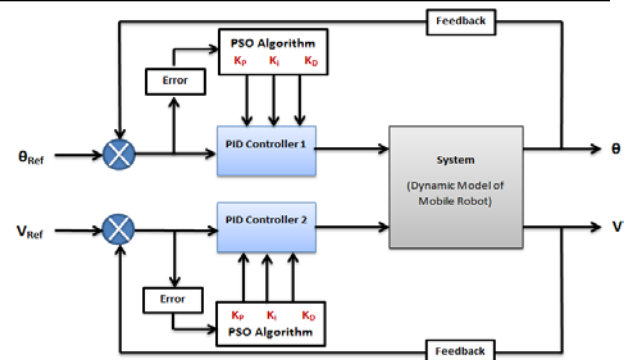 Feedback
PSO Algorithm
KP Ki KD
Error
PID Controller 1
θRef
System
(Dynamic Model of
Mobile Robot)
θ
VRef
PID Controller 2
V
Error
KP Ki KD
PSO Algorithm
Feedback